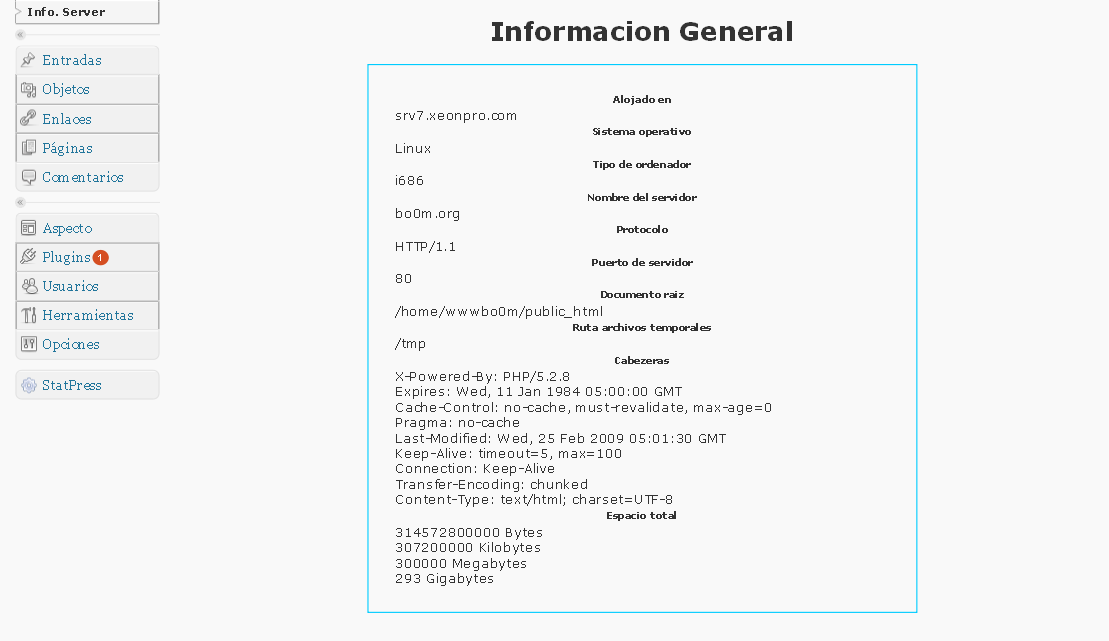 Info. Server
Entradas
Objetos
Enlaces
Páginas
Comentarios
Aspecto
Plugins 1
Usuarios
Herramientas
Opciones
StatPress
Informacion General
Alojado en
srv7.xeonpro.com
Sistema operativo
Linux
Tipo de ordenador
i686
Nombre del servidor
bo0m.org
Protocolo
HTTP/1.1
Puerto de servidor
80
Documento raiz
/home/wwwbo0m/public_html
Ruta archivos temporales
/tmp
Cabezeras
X-Powered-By: PHP/5.2.8
Expires: Wed, 11 Jan 1984 05:00:00 GMT
Cache-Control: no-cache, must-revalidate, max-age=0
Pragma: no-cache
Last-Modified: Wed, 25 Feb 2009 05:01:30 GMT
Keep-Alive: timeout=5, max=100
Connection: Keep-Alive
Transfer-Encoding: chunked
Content-Type: text/html; charset=UTF-8
Espacio total
314572800000 Bytes
307200000 Kilobytes
300000 Megabytes
293 Gigabytes